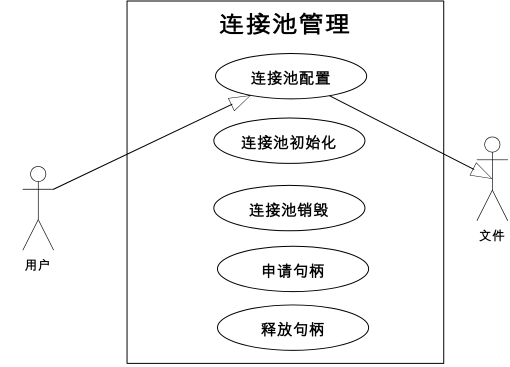 连接池管理
连接池配置
连接池初始化
连接池销毁
申请句柄
释放句柄
用户
文件